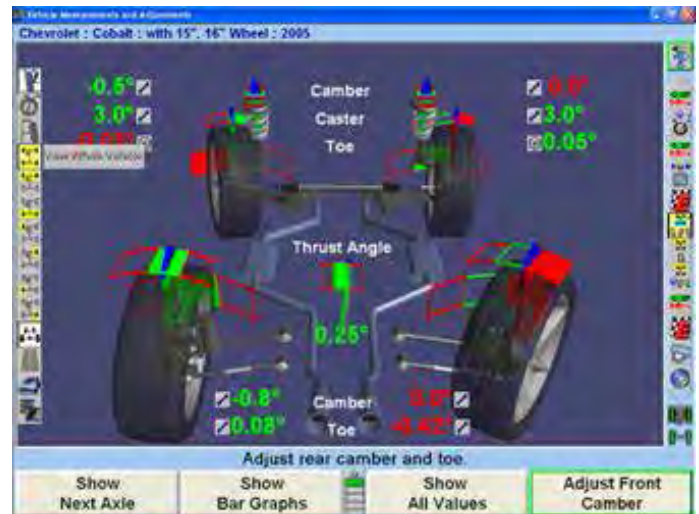 Vehicle Measurements and Adjustments
Chevrolet : Cobalt : with 15", 16" Wheel : 2005
-0.5° Camber
3.0° Caster 3.0°
Toe 0.05°
View Whole Vehicle
Thrust Angle
0.25°
-0.8° Camber 0.0°
0.08° Toe -0.42°
Adjust rear camber and toe.
Show Next Axle
Show Bar Graphs
Show All Values
Adjust Front Camber